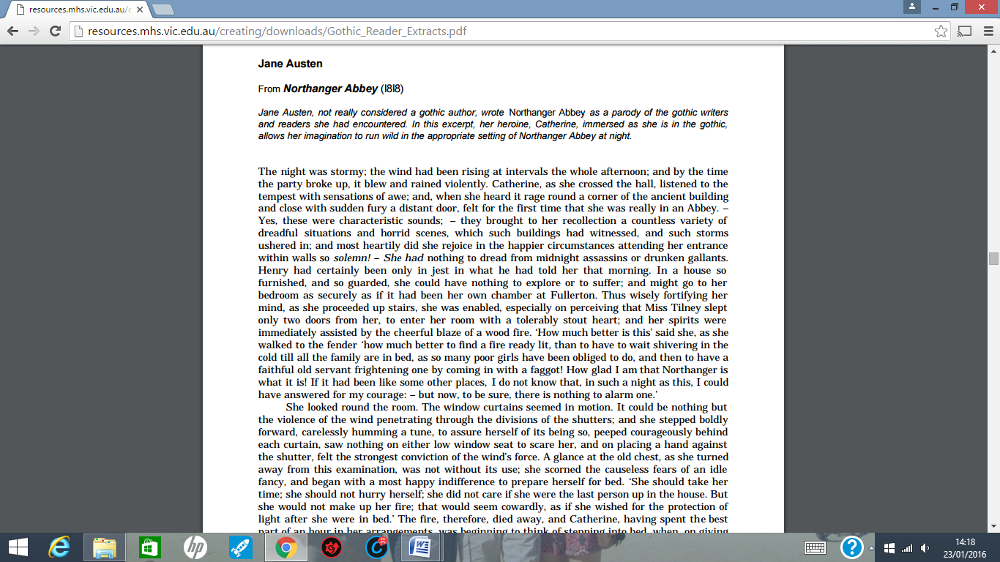 resources.mhs.vic.edu.au/c
resources.mhs.vic.edu.au/creating/downloads/Gothic_Reader_Extracts.pdf
Jane Austen
From Northanger Abbey (I8I8)
Jane Austen, not really considered a gothic author, wrote Northanger Abbey as a parody of the gothic writers
and readers she had encountered. In this excerpt, her heroine, Catherine, immersed as she is in the gothic,
allows her imagination to run wild in the appropriate setting of Northanger Abbey at night.
The night was stormy; the wind had been rising at intervals the whole afternoon; and by the time
the party broke up, it blew and rained violently. Catherine, as she crossed the hall, listened to the
tempest with sensations of awe; and, when she heard it rage round a corner of the ancient building
and close with sudden fury a distant door, felt for the first time that she was really in an Abbey. –
Yes, these were characteristic sounds; – they brought to her recollection a countless variety of
dreadful situations and horrid scenes, which such buildings had witnessed, and such storms
ushered in; and most heartily did she rejoice in the happier circumstances attending her entrance
within walls so solemn! – She had nothing to dread from midnight assassins or drunken gallants.
Henry had certainly been only in jest in what he had told her that morning. In a house so
furnished, and so guarded, she could have nothing to explore or to suffer; and might go to her
bedroom as securely as if it had been her own chamber at Fullerton. Thus wisely fortifying her
mind, as she proceeded up stairs, she was enabled, especially on perceiving that Miss Tilney slept
only two doors from her, to enter her room with a tolerably stout heart; and her spirits were
immediately assisted by the cheerful blaze of a wood fire. ‘How much better is this’ said she, as she
walked to the fender ‘how much better to find a fire ready lit, than to have to wait shivering in the
cold till all the family are in bed, as so many poor girls have been obliged to do, and then to have a
faithful old servant frightening one by coming in with a faggot! How glad I am that Northanger is
what it is! If it had been like some other places, I do not know that, in such a night as this, I could
have answered for my courage: – but now, to be sure, there is nothing to alarm one.’
She looked round the room. The window curtains seemed in motion. It could be nothing but
the violence of the wind penetrating through the divisions of the shutters; and she stepped boldly
forward, carelessly humming a tune, to assure herself of its being so, peeped courageously behind
each curtain, saw nothing on either low window seat to scare her, and on placing a hand against
the shutter, felt the strongest conviction of the wind’s force. A glance at the old chest, as she turned
away from this examination, was not without its use; she scorned the causeless fears of an idle
fancy, and began with a most happy indifference to prepare herself for bed. ‘She should take her
time; she should not hurry herself; she did not care if she were the last person up in the house. But
she would not make up her fire; that would seem cowardly, as if she wished for the protection of
light after she were in bed.’ The fire, therefore, died away, and Catherine, having spent the best
part of an hour in her arrangements, was beginning to think of stepping into bed, when, on giving
hp
14:18
23/01/2016